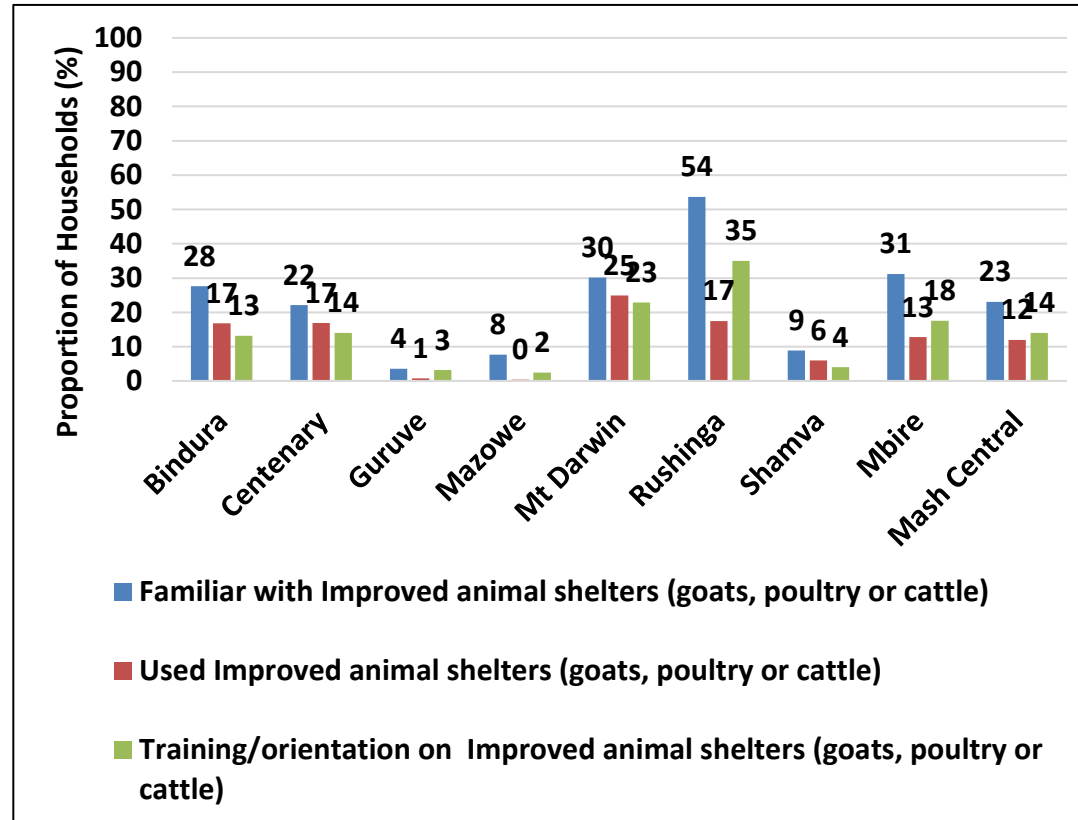 Proportion of Households (%)
100
90
80
70
60
50
40
30
20
10
0
28 17 13
22 17 14
4 1 3
8 0 2
30 25 23
54 17 35
9 6 4
31 13 18
23 12 14
Bindura
Centenary
Guruve
Mazowe
Mt Darwin
Rushinga
Shamva
Mbire
Mash Central
Familiar with Improved animal shelters (goats, poultry or cattle)
Used Improved animal shelters (goats, poultry or cattle)
Training/orientation on Improved animal shelters (goats, poultry or
cattle)